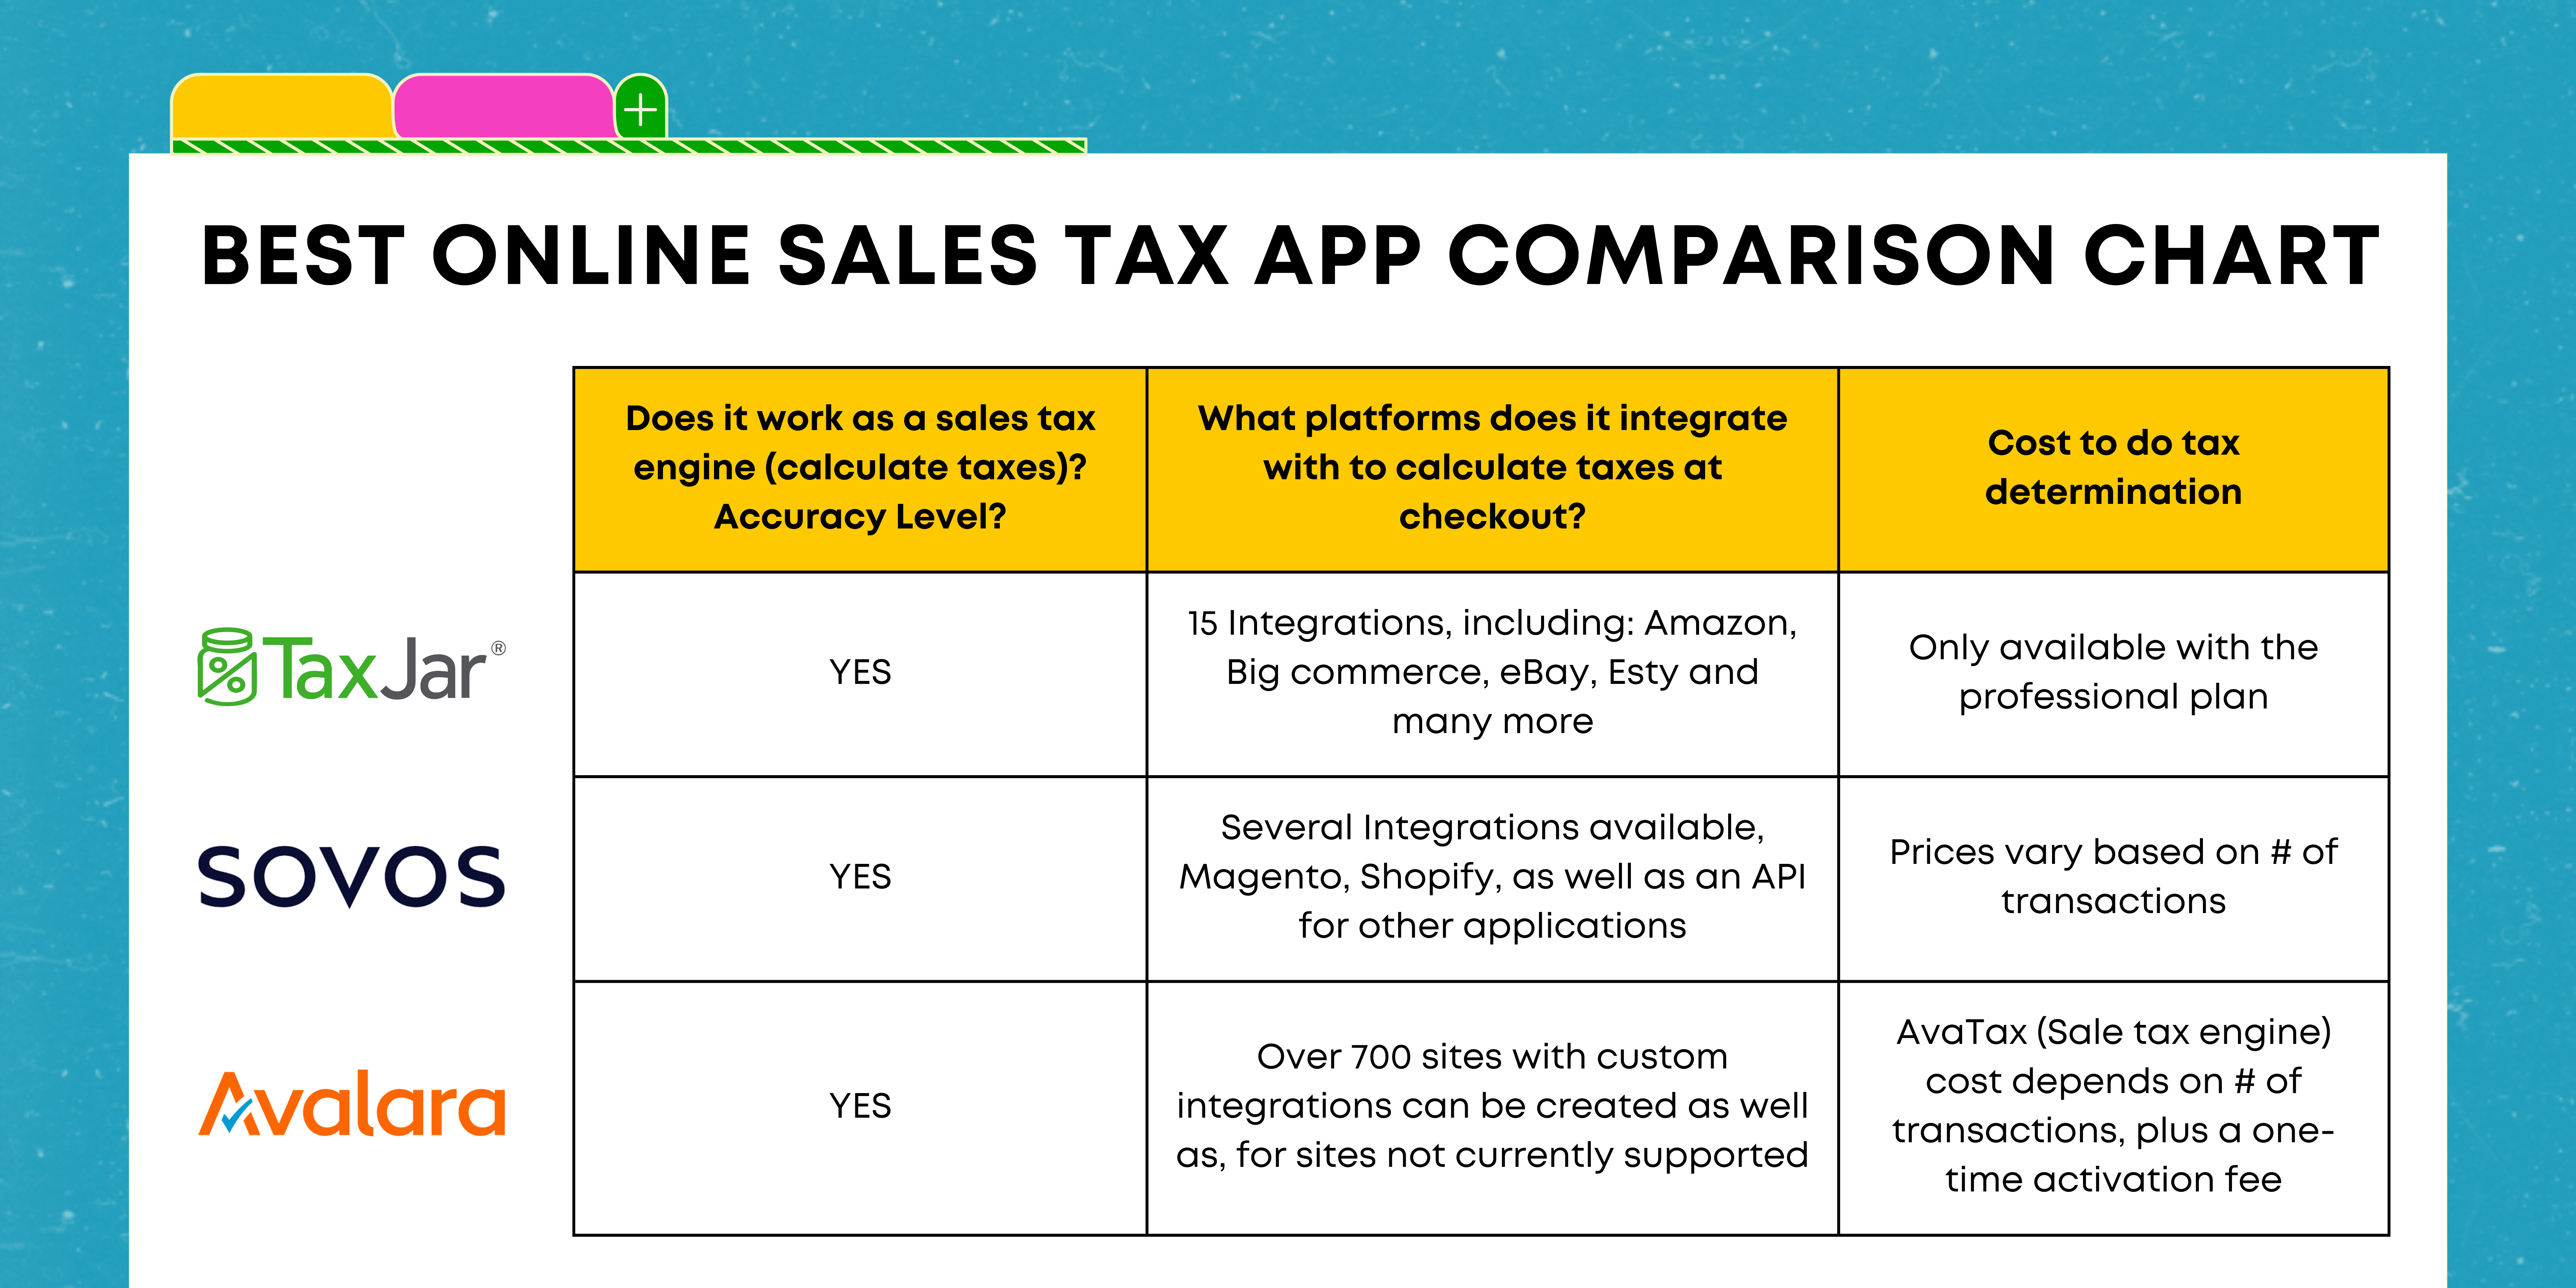 BEST ONLINE SALES TAX APP COMPARISON CHART
Does it work as a sales tax
engine (calculate taxes)?
Accuracy Level?
What platforms does it integrate
with to calculate taxes at
checkout?
Cost to do tax
determination
TaxJar®
YES
15 Integrations, including: Amazon,
Big commerce, eBay, Esty and
many more
Only available with the
professional plan
SOVOS
YES
Several Integrations available,
Magento, Shopify, as well as an API
for other applications
Prices vary based on # of
transactions
Avalara
YES
Over 700 sites with custom
integrations can be created as well
as, for sites not currently supported
AvaTax (Sale tax engine)
cost depends on # of
transactions, plus a one-
time activation fee